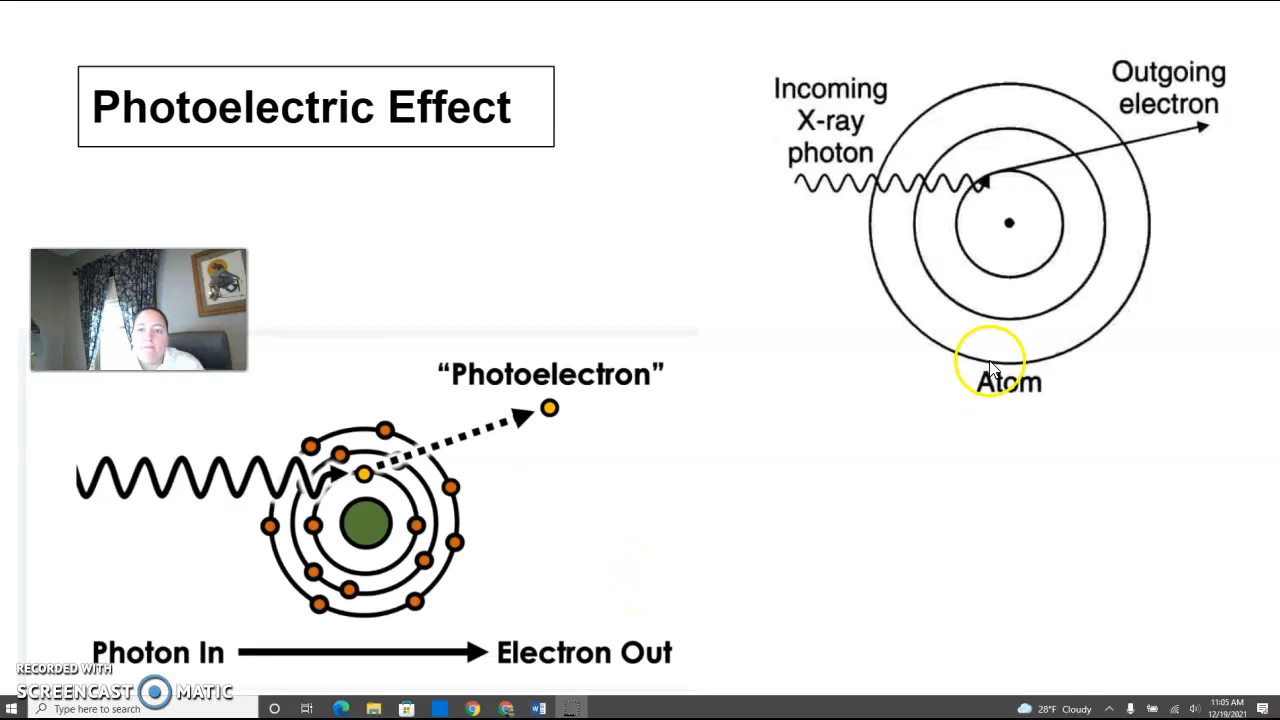 Photoelectric Effect
Incoming
X-ray
photon
Outgoing
electron
Atom
“Photoelectron”
Photon In
Electron Out
RECORDED WITH
SCREENCAST MATIC
Type here to search
28°F Cloudy
11:05 AM
12/19/2021